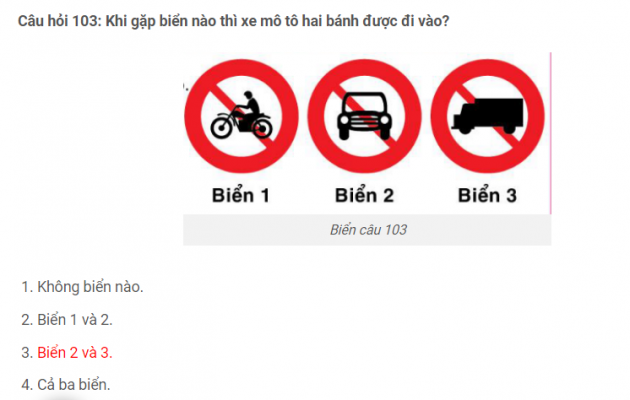 Câu hỏi 103: Khi gặp biển nào thì xe mô tô hai bánh được đi vào?
Biển 1 Biển 2 Biển 3
Biển câu 103
1. Không biển nào.
2. Biển 1 và 2.
3. Biển 2 và 3.
4. Cả ba biển.